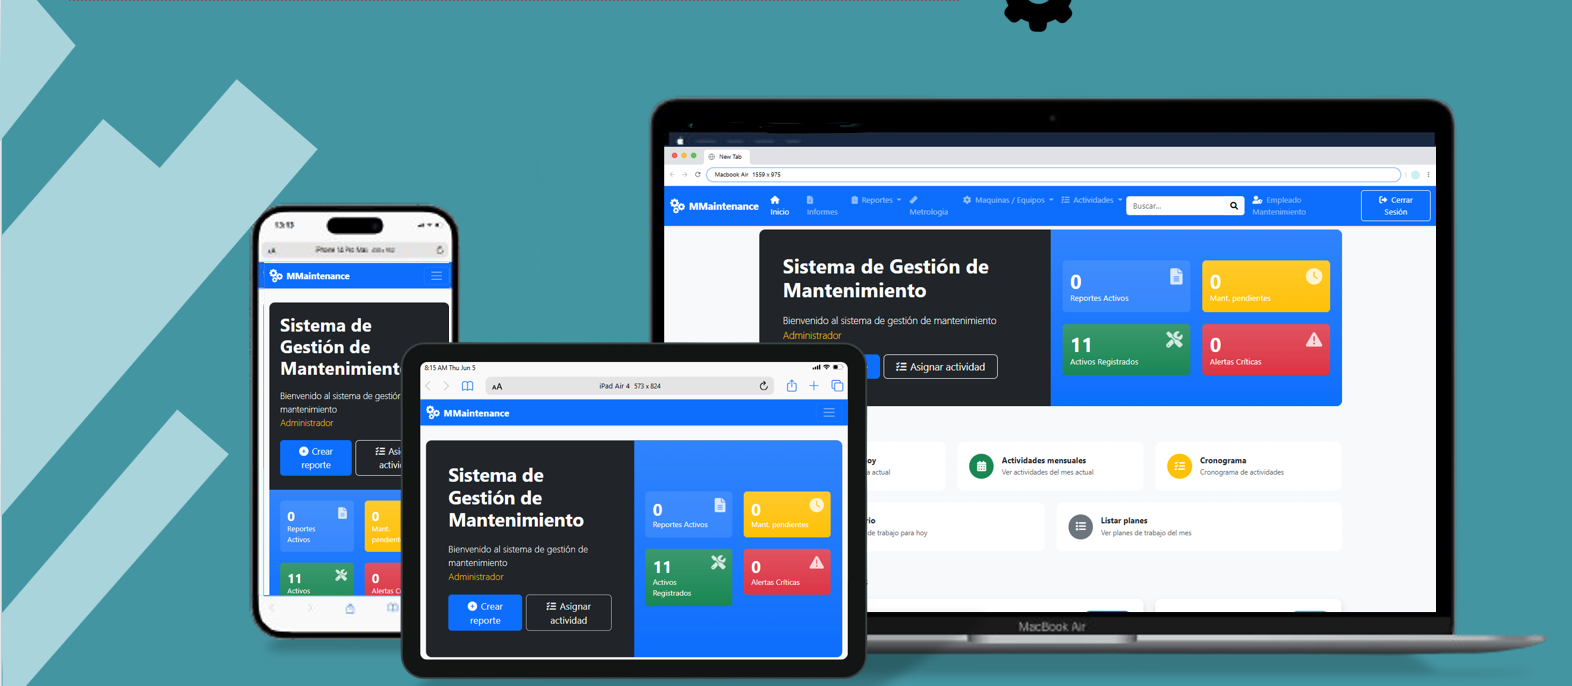 New Tab
Macbook Air 1559 x 975
MMaintenance
Inicio
Informes
Reportes
Metrologia
Maquinas / Equipos
Actividades
Buscar...
Empleado
Mantenimiento
Cerrar
Sesión
Sistema de Gestión de
Mantenimiento
Bienvenido al sistema de gestión de mantenimiento
Administrador
Asignar actividad
0
Reportes Activos
0
Mant. pendientes
11
Activos Registrados
0
Alertas Críticas
oy
a actual
Actividades mensuales
Ver actividades del mes actual
Cronograma
Cronograma de actividades
io
de trabajo para hoy
Listar planes
Ver planes de trabajo del mes
MacBook Air
13:13
AA
iPhone 14 Pro Max
MMaintenance
Sistema de
Gestión de
Mantenimient
Bienvenido al sistema de gestiór
mantenimiento
Administrador
Crear
reporte
Asi
activi
0
Reportes
Activos
0
Mant.
pendient
11
Activos
0
Alertas C
8:15 AM Thu Jun 5
AA
iPad Air 4 573 x 824
MMaintenance
Sistema de
Gestión de
Mantenimiento
Bienvenido al sistema de gestión de
mantenimiento
Administrador
Crear
reporte
Asignar
actividad
0
Reportes Activos
0
Mant. pendientes
11
Activos
Registrados
0
Alertas Críticas